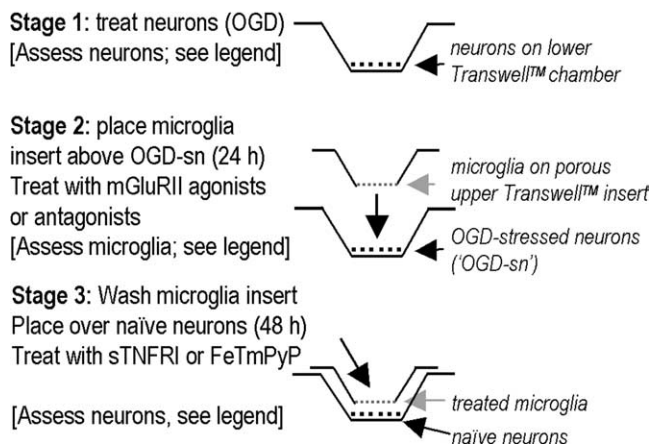 Stage 1: treat neurons (OGD)
[Assess neurons; see legend]
neurons on lower
Transwell™ chamber
Stage 2: place microglia
insert above OGD-sn (24 h)
Treat with mGluRII agonists
or antagonists
[Assess microglia; see legend]
microglia on porous
upper Transwell™ insert
OGD-stressed neurons
('OGD-sn')
Stage 3: Wash microglia insert
Place over naïve neurons (48 h)
Treat with sTNFRI or FeTmPyP
[Assess neurons, see legend]
treated microglia
naïve neurons